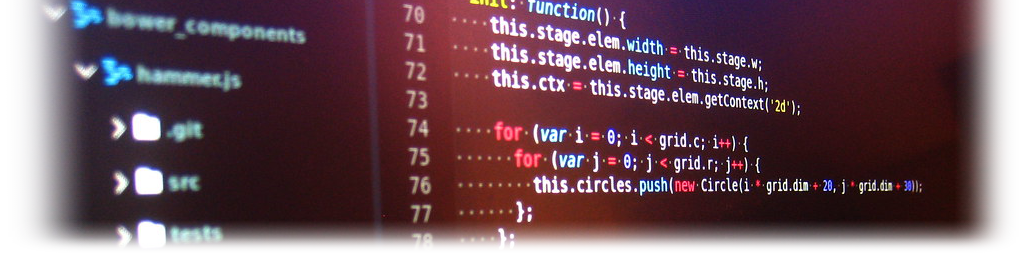 bower_components
hammer.js
.git
src
tests
init: function() {
70 this.stage.elem.width = this.stage.w;
71 this.stage.elem.height = this.stage.h;
72 this.ctx = this.stage.elem.getContext('2d');
73
74 for (var i = 0; i < grid.c; i++) {
75 for (var j = 0; j < grid.r; j++) {
76 this.circles.push(new Circle(i * grid.dim + 20, j * grid.dim + 30));
77 };
78 };